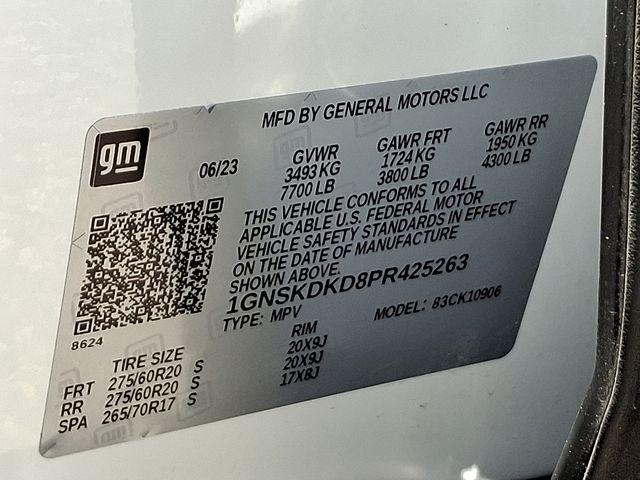 MFD BY GENERAL MOTORS LLC
gm
06/23
GVWR GAWR FRT GAWR RR
3493 KG 1724 KG 1950 KG
7700 LB 3800 LB 4300 LB
THIS VEHICLE CONFORMS TO ALL
APPLICABLE U.S. FEDERAL MOTOR
VEHICLE SAFETY STANDARDS IN EFFECT
ON THE DATE OF MANUFACTURE
SHOWN ABOVE.
1GNSKDKD8PR425263
TYPE: MPV MODEL: 83CK10906
8624
TIRE SIZE RIM
FRT 275/60R20 S 20X9J
RR 275/60R20 S 20X9J
SPA 265/70R17 S 17X8J